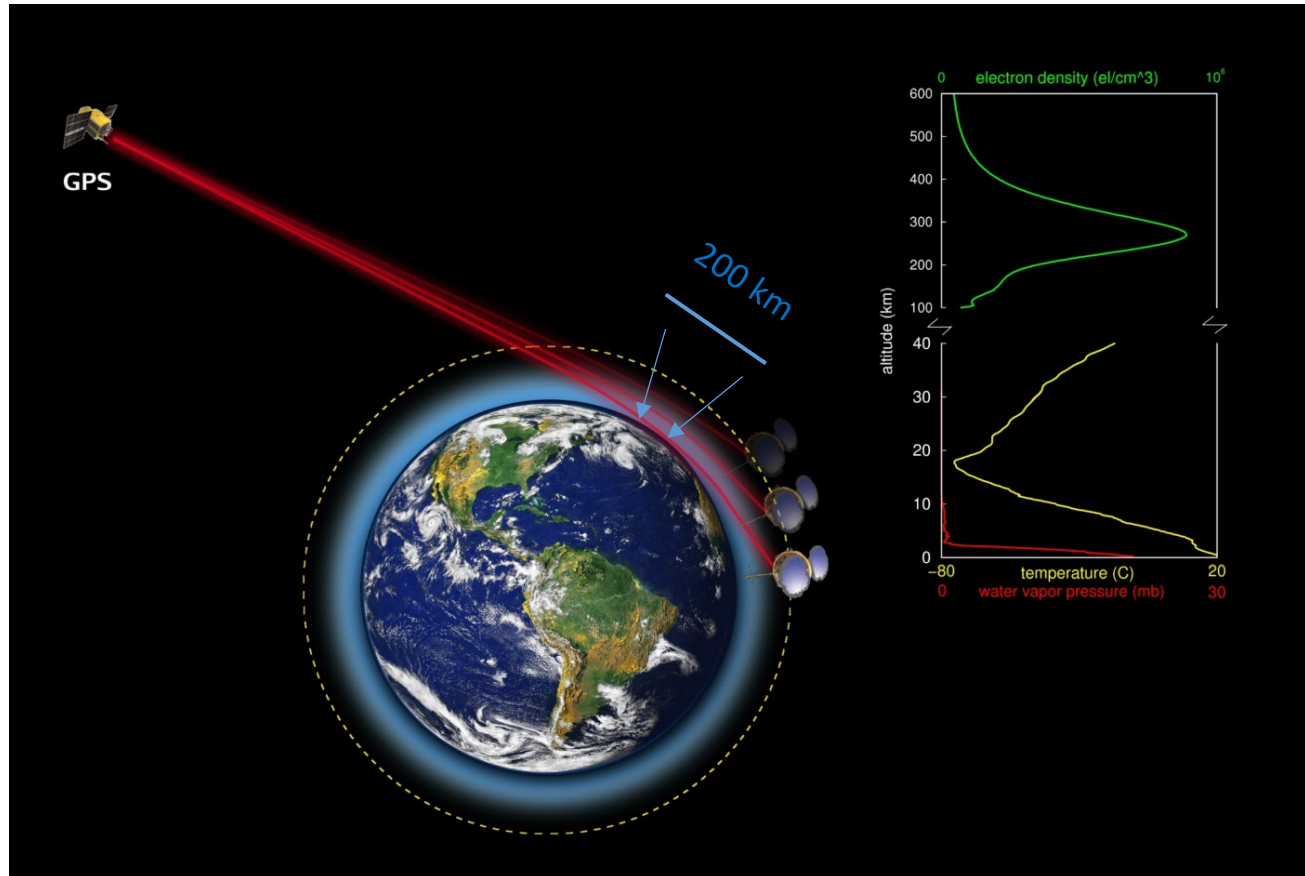 GPS
200 km
0 electron density (el/cm^3) 10⁶
600
500
400
300
200
100
altitude (km)
40
30
20
10
0
−80 temperature (C) 20
0 water vapor pressure (mb) 30